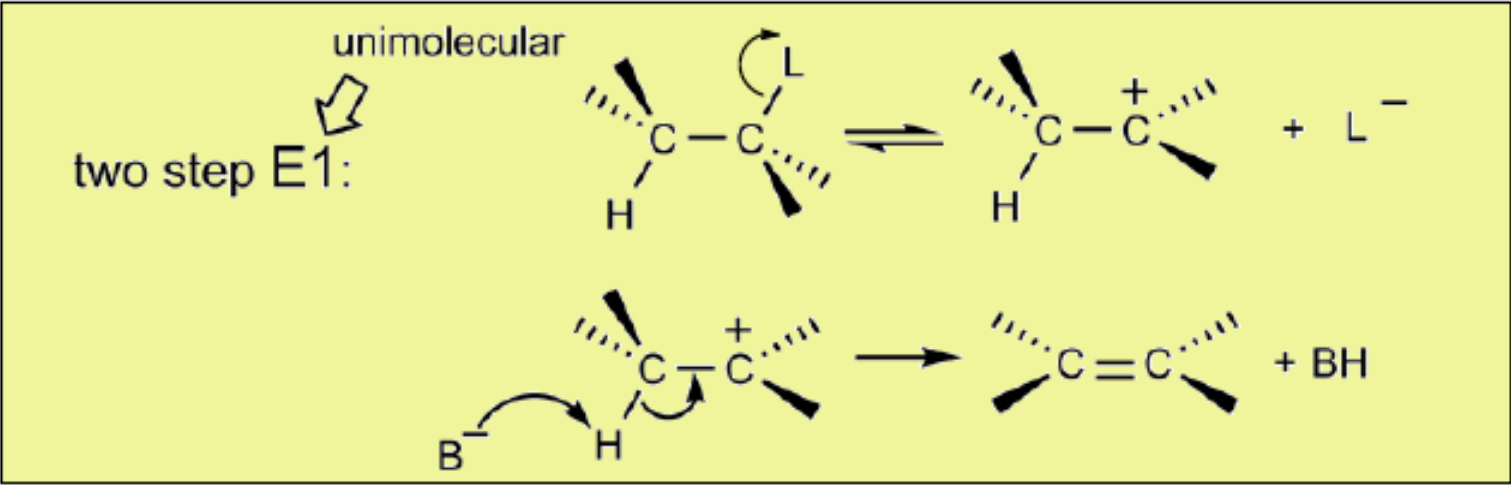 unimolecular
two step E1:
L
C C
H
+
C C
H
+ L −
+
C C
H
B −
C = C
+ BH